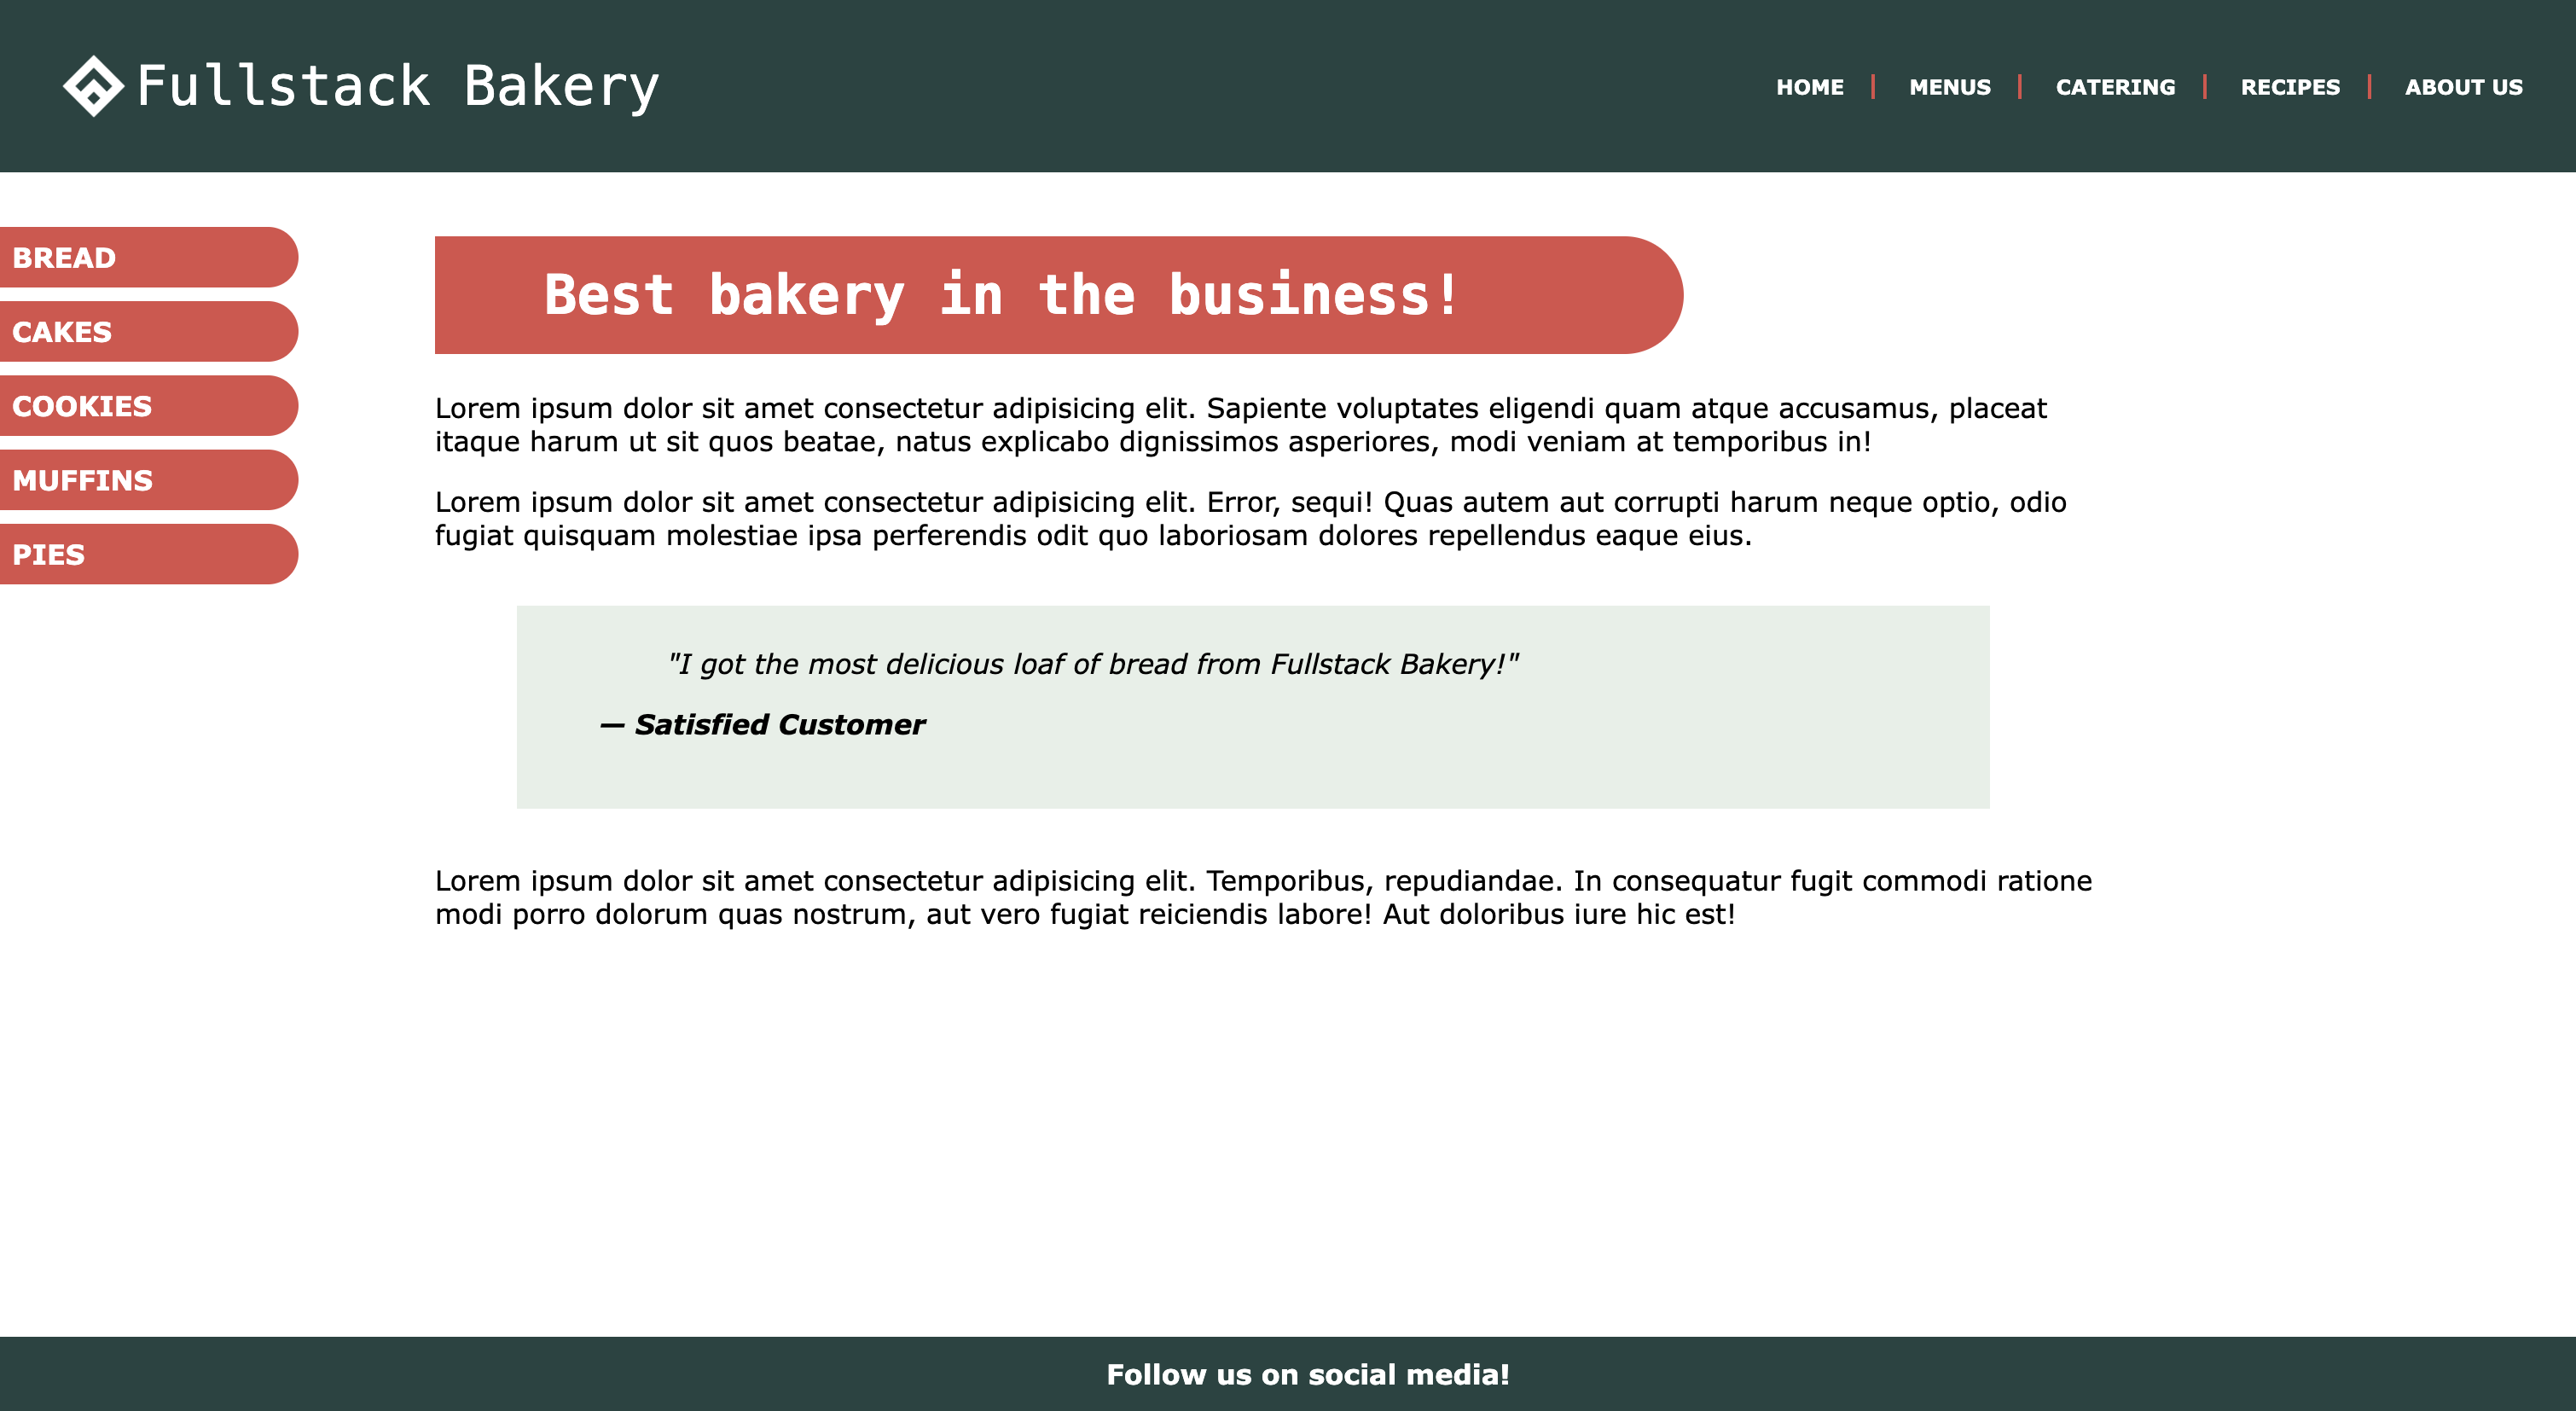 Fullstack Bakery
HOME
MENUS
CATERING
RECIPES
ABOUT US
BREAD
CAKES
COOKIES
MUFFINS
PIES
Best bakery in the business!
Lorem ipsum dolor sit amet consectetur adipisicing elit. Sapiente voluptates eligendi quam atque accusamus, placeat
itaque harum ut sit quos beatae, natus explicabo dignissimos asperiores, modi veniam at temporibus in!
Lorem ipsum dolor sit amet consectetur adipisicing elit. Error, sequi! Quas autem aut corrupti harum neque optio, odio
fugiat quisquam molestiae ipsa perferendis odit quo laboriosam dolores repellendus eaque eius.
"I got the most delicious loaf of bread from Fullstack Bakery!"
— Satisfied Customer
Lorem ipsum dolor sit amet consectetur adipisicing elit. Temporibus, repudiandae. In consequatur fugit commodi ratione
modi porro dolorum quas nostrum, aut vero fugiat reiciendis labore! Aut doloribus iure hic est!
Follow us on social media!